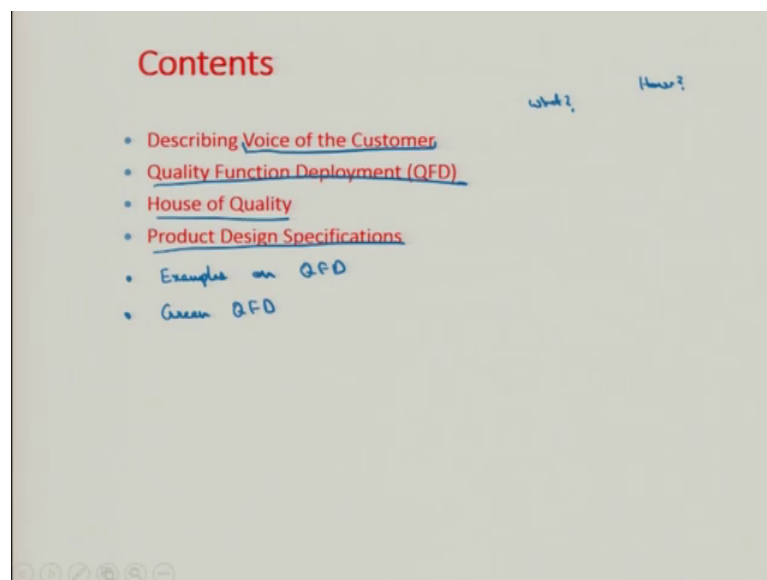 Contents
What?
How?
• Describing Voice of the Customer
• Quality Function Deployment (QFD)
• House of Quality
• Product Design Specifications
• Examples on QFD
• Green QFD